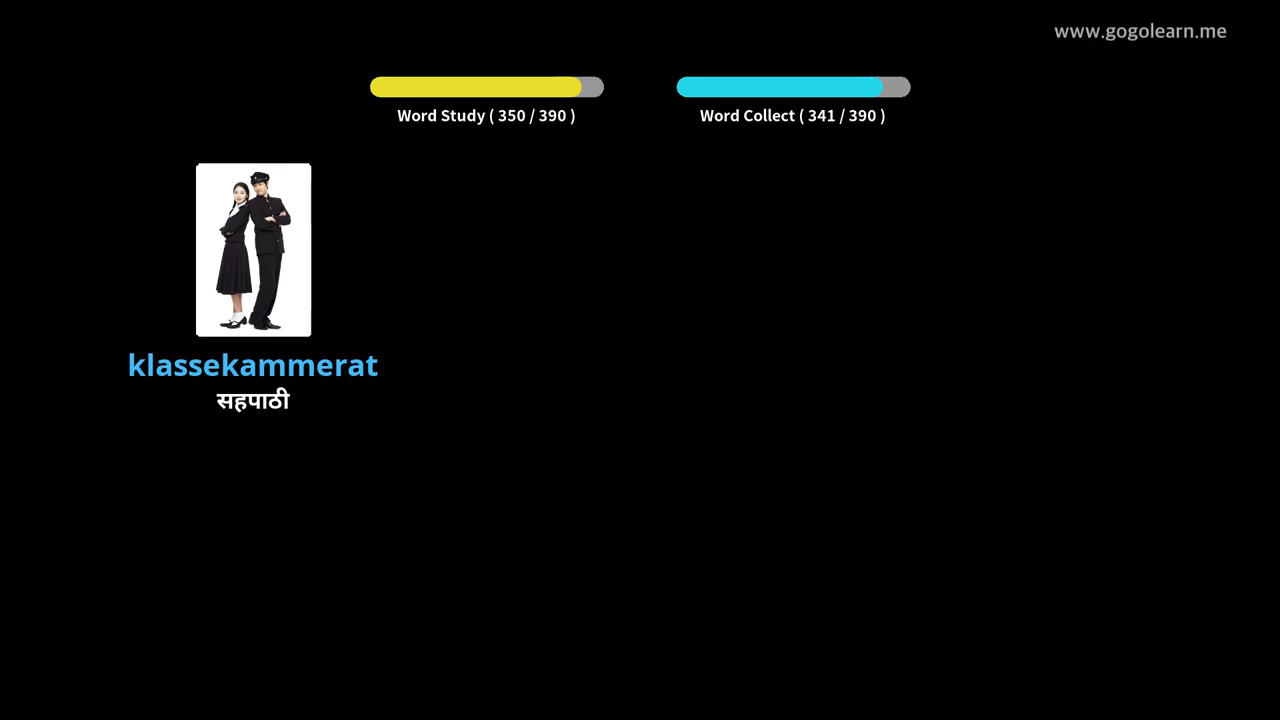 www.gogolearn.me
Word Study ( 350 / 390 )
Word Collect ( 341 / 390 )
klassekammerat
सहपाठी